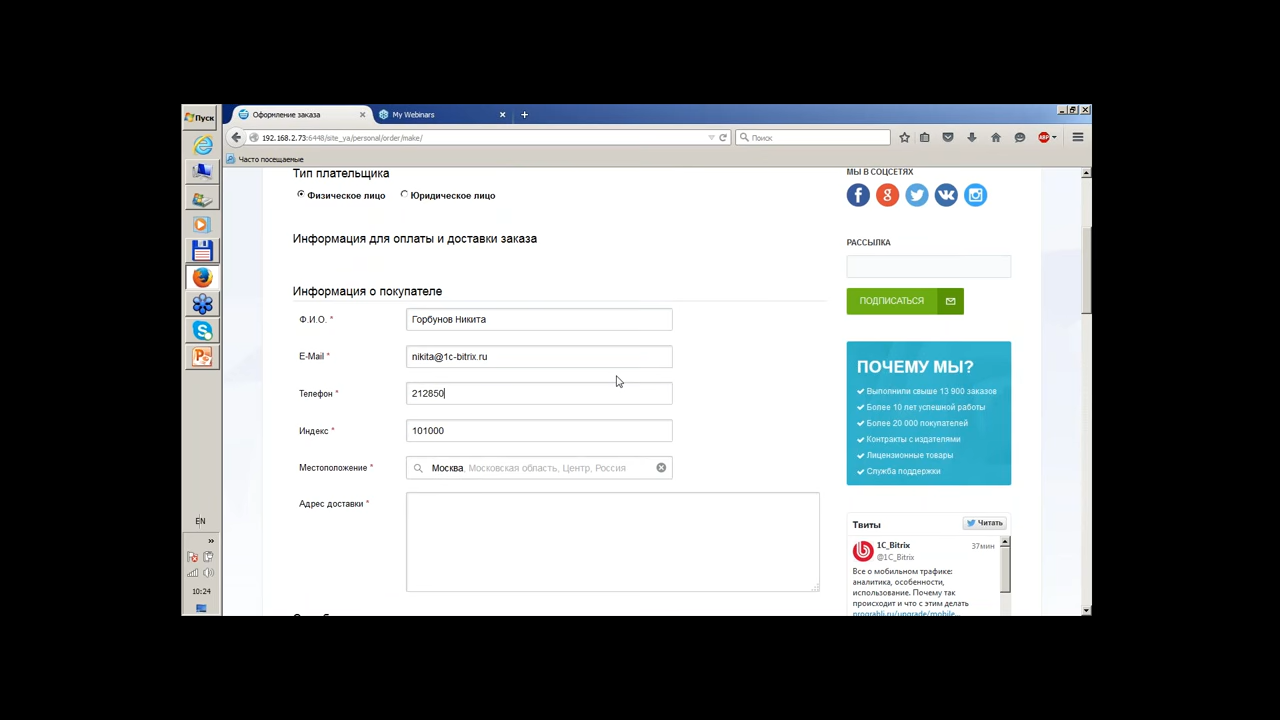 Пуск
Оформление заказа
My Webinars
192.168.2.73:6448/site_ya/personal/order/make/
Поиск
ABP
Часто посещаемые
Тип плательщика
Физическое лицо
Юридическое лицо
Информация для оплаты и доставки заказа
Информация о покупателе
Ф.И.О. *
Горбунов Никита
E-Mail *
nikita@1c-bitrix.ru
Телефон *
212850
Индекс *
101000
Местоположение *
Москва, Московская область, Центр, Россия
Адрес доставки *
МЫ В СОЦСЕТЯХ
РАССЫЛКА
ПОДПИСАТЬСЯ
ПОЧЕМУ МЫ?
Выполнили свыше 13 900 заказов
Более 10 лет успешной работы
Более 20 000 покупателей
Контракты с издателями
Лицензионные товары
Служба поддержки
Твиты
Читать
1C_Bitrix
37мин
@1C_Bitrix
Все о мобильном трафике:
аналитика, особенности,
использование. Почему так
происходит и что с этим делать
prograbli.ru/upgrade/mobile-
EN
10:24